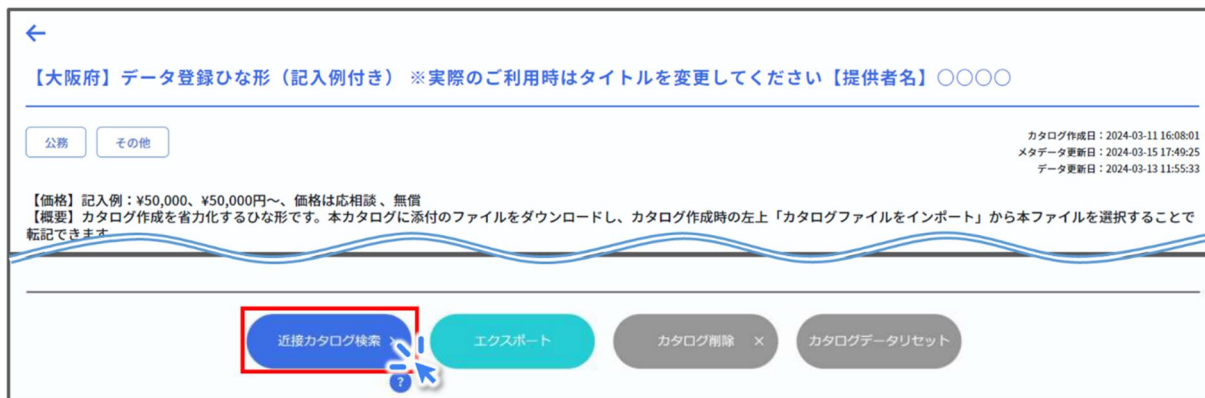 ←
【大阪府】データ登録ひな形（記入例付き） ※実際のご利用時はタイトルを変更してください【提供者名】〇〇〇〇
公務 その他
カタログ作成日：2024-03-11 16:08:01
メタデータ更新日：2024-03-15 17:49:25
データ更新日：2024-03-13 11:55:33
【価格】記入例：¥50,000、¥50,000円～、価格は応相談 、無償
【概要】カタログ作成を省力化するひな形です。本カタログに添付のファイルをダウンロードし、カタログ作成時の左上「カタログファイルをインポート」から本ファイルを選択することで
転記できます
近接カタログ検索 エクスポート カタログ削除 × カタログデータリセット
?